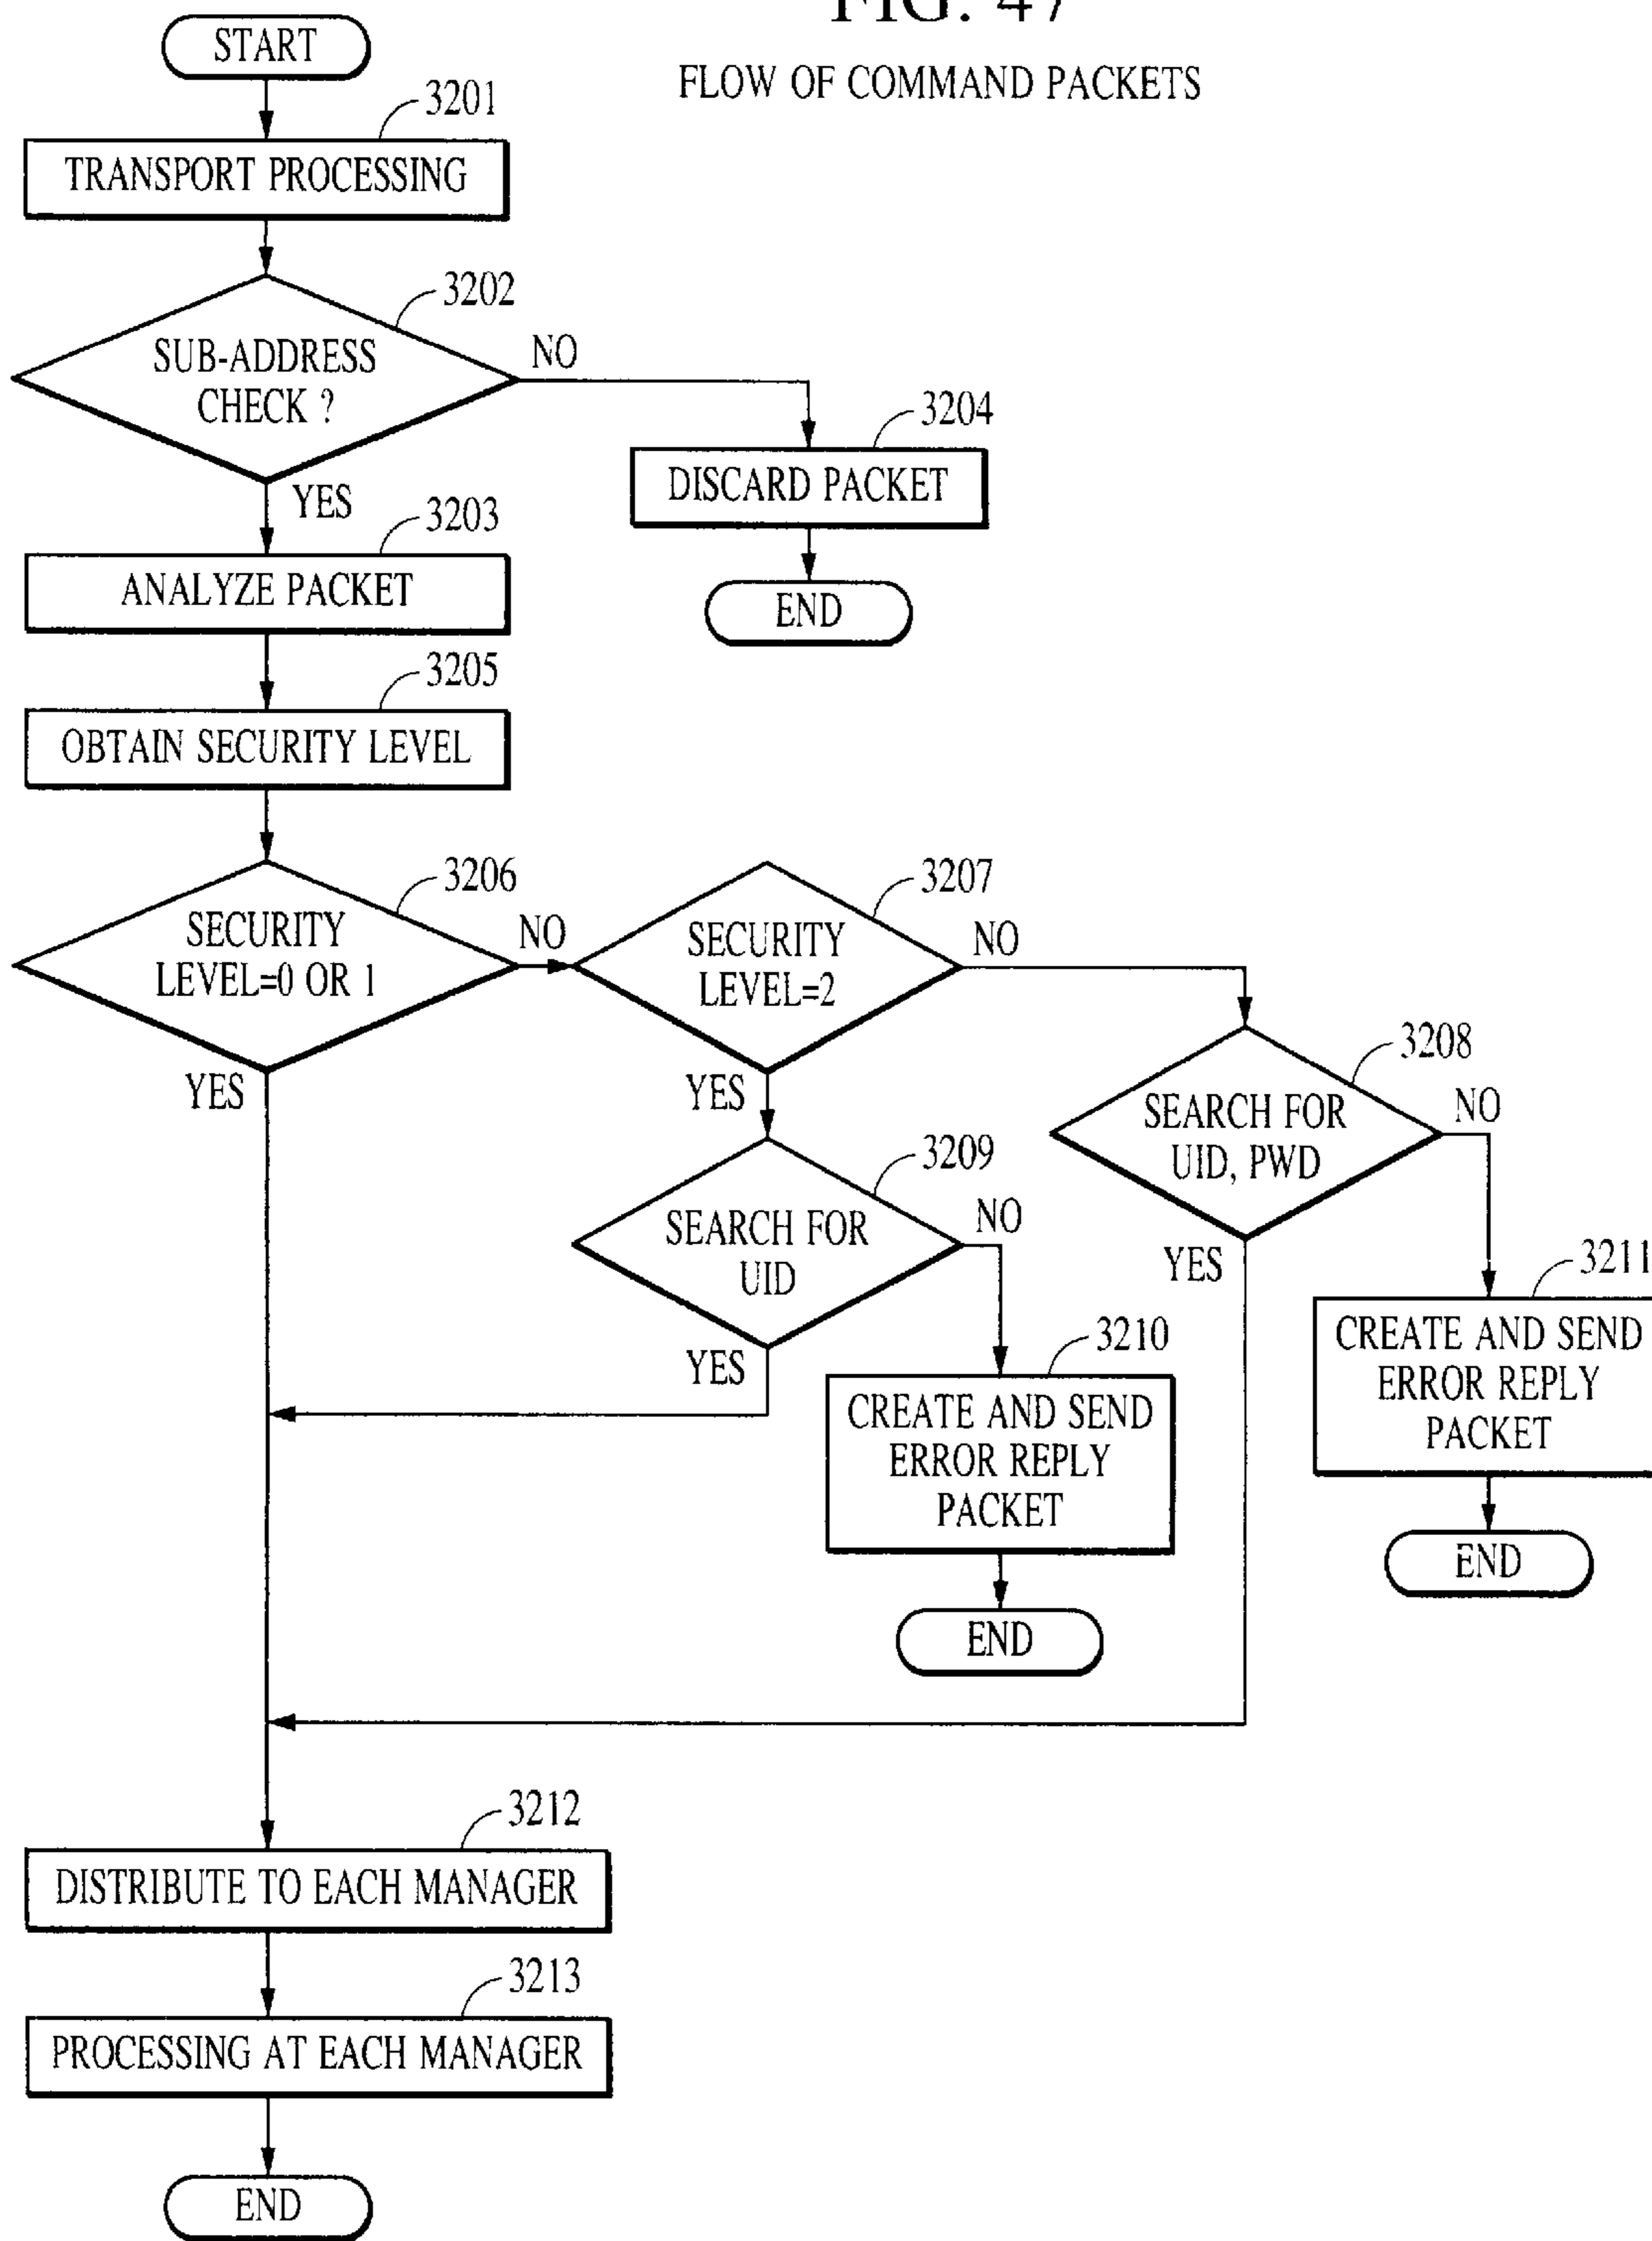 FIG. 47
FLOW OF COMMAND PACKETS
START
3201
TRANSPORT PROCESSING
3202
SUB-ADDRESS
CHECK ?
NO
YES
3204
DISCARD PACKET
END
3203
ANALYZE PACKET
3205
OBTAIN SECURITY LEVEL
3206
SECURITY
LEVEL=0 OR 1
NO
YES
3207
SECURITY
LEVEL=2
NO
YES
3208
SEARCH FOR
UID, PWD
NO
YES
3209
SEARCH FOR
UID
NO
YES
3210
CREATE AND SEND
ERROR REPLY
PACKET
END
3211
CREATE AND SEND
ERROR REPLY
PACKET
END
3212
DISTRIBUTE TO EACH MANAGER
3213
PROCESSING AT EACH MANAGER
END